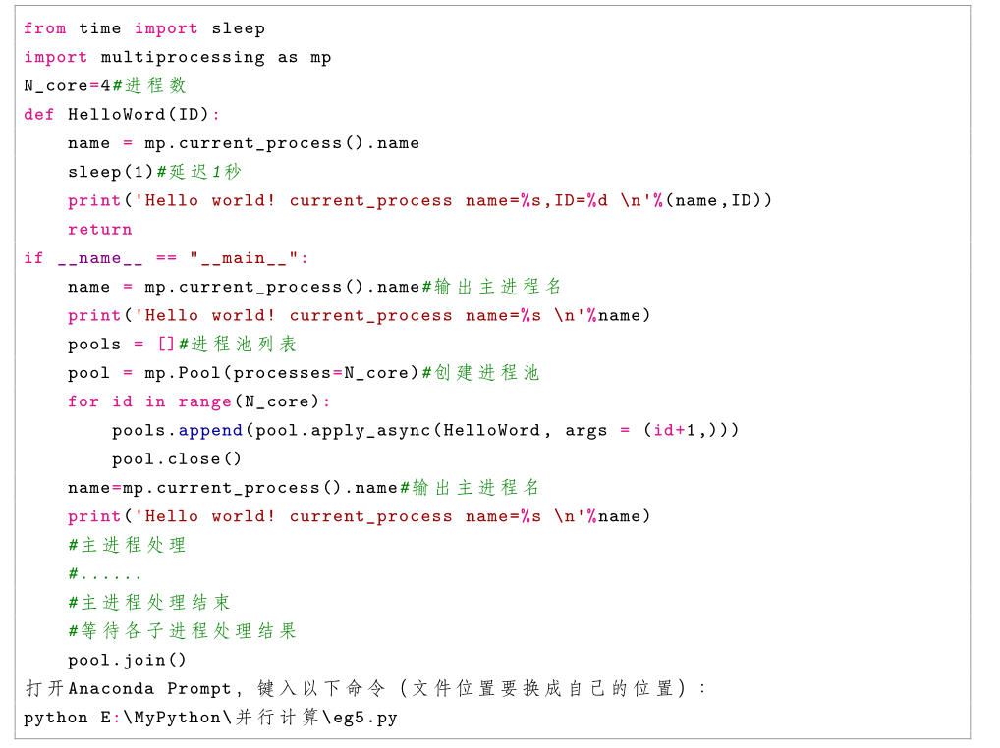 from time import sleep
import multiprocessing as mp
N_core=4#进程数
def HelloWord(ID):
    name = mp.current_process().name
    sleep(1)#延迟1秒
    print('Hello world! current_process name=%s,ID=%d \n'%(name,ID))
    return
if __name__ == "__main__":
    name = mp.current_process().name#输出主进程名
    print('Hello world! current_process name=%s \n'%name)
    pools = []#进程池列表
    pool = mp.Pool(processes=N_core)#创建进程池
    for id in range(N_core):
        pools.append(pool.apply_async(HelloWord, args = (id+1,)))
        pool.close()
    name=mp.current_process().name#输出主进程名
    print('Hello world! current_process name=%s \n'%name)
    #主进程处理
    #......
    #主进程处理结束
    #等待各子进程处理结果
    pool.join()
打开Anaconda Prompt, 键入以下命令（文件位置要换成自己的位置）:
python E:\MyPython\并行计算\eg5.py